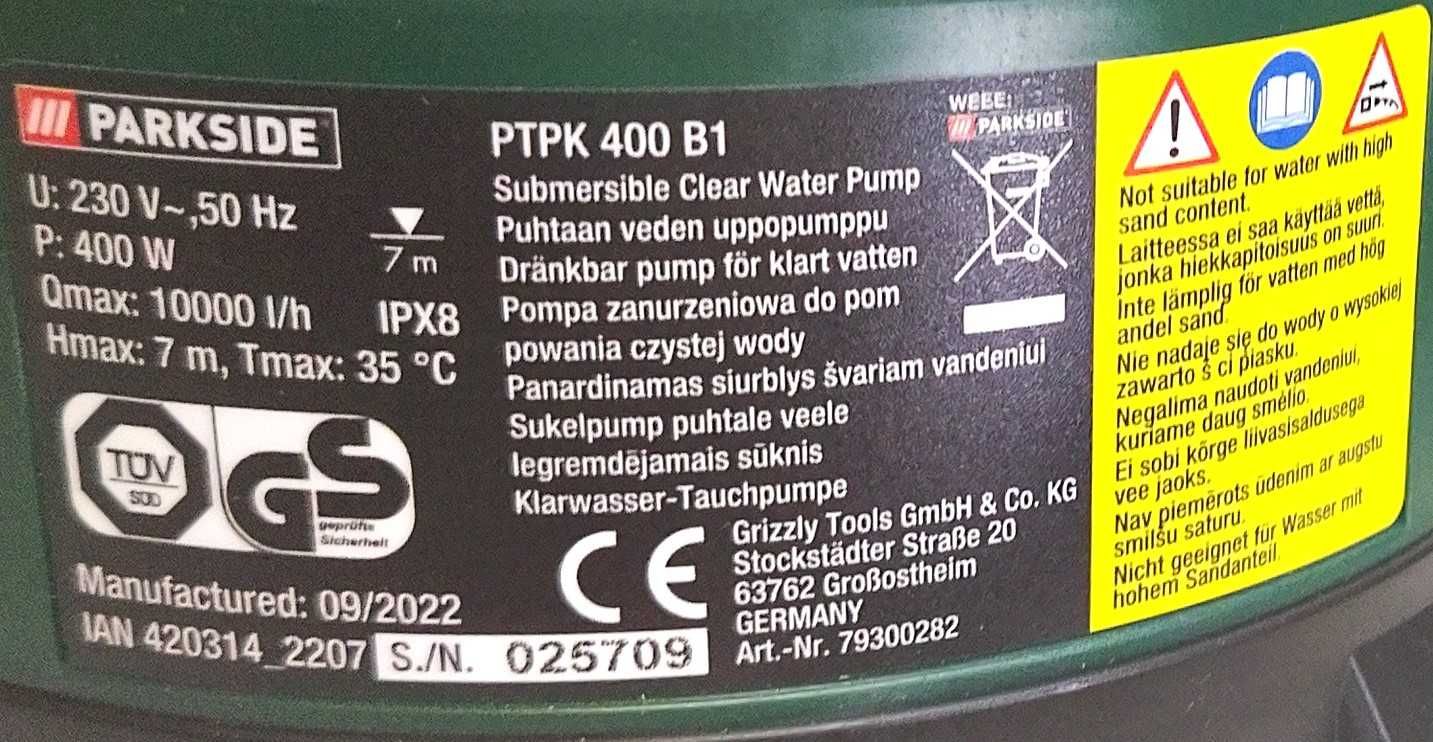 PARKSIDE
U: 230 V~,50 Hz
P: 400 W
7 m
Qmax: 10000 l/h
IPX8
Hmax: 7 m, Tmax: 35 °C
TÜV
SÜD
GS
geprüfte
Sicherheit
Manufactured: 09/2022
IAN 420314_2207
S./N. 025709
PTPK 400 B1
Submersible Clear Water Pump
Puhtaan veden uppopumppu
Dränkbar pump för klart vatten
Pompa zanurzeniowa do pom
powania czystej wody
Panardinamas siurblys švariam vandeniui
Sukelpump puhtale veele
Iegremdējamais sūknis
Klarwasser-Tauchpumpe
CE
Grizzly Tools GmbH & Co. KG
Stockstädter Straße 20
63762 Großostheim
GERMANY
Art.-Nr. 79300282
WEEE:
PARKSIDE
Not suitable for water with high
sand content.
Laitteessa ei saa käyttää vettä,
jonka hiekkapitoisuus on suuri.
Inte lämplig för vatten med hög
andel sand.
Nie nadaje się do wody o wysokiej
zawarto ś ci piasku.
Negalima naudoti vandeniui,
kuriame daug smėlio.
Ei sobi kõrge liivasisaldusega
vee jaoks.
Nav piemērots ūdenim ar augstu
smilšu saturu.
Nicht geeignet für Wasser mit
hohem Sandanteil.